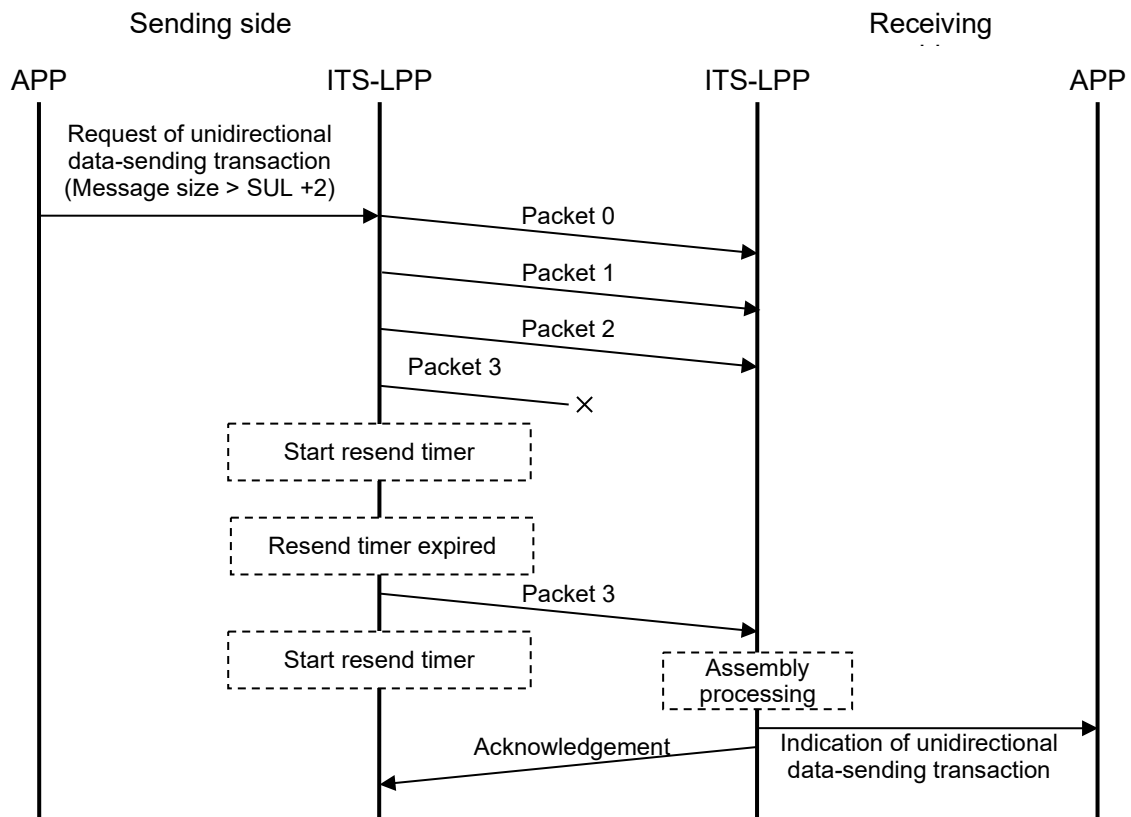 Sending side
Receiving
APP
ITS-LPP
ITS-LPP
APP
Request of unidirectional
data-sending transaction
(Message size > SUL +2)
Packet 0
Packet 1
Packet 2
Packet 3
Start resend timer
Resend timer expired
Packet 3
Start resend timer
Assembly
processing
Acknowledgement
Indication of unidirectional
data-sending transaction